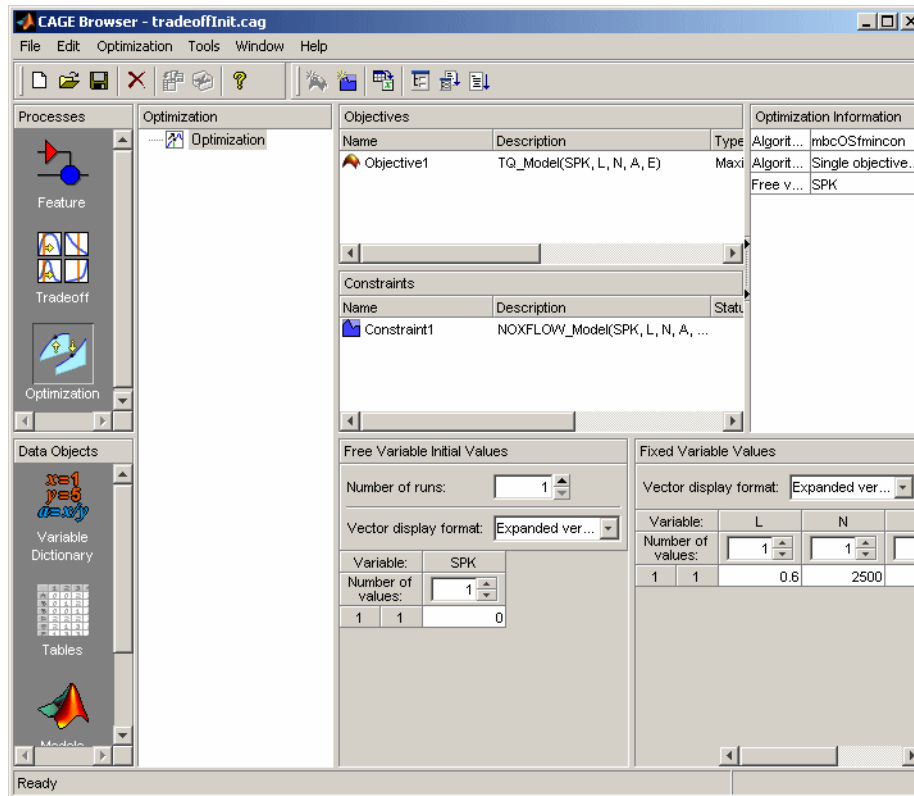 CAGE Browser - tradeoffInit.cag
File Edit Optimization Tools Window Help
Processes
Feature
Tradeoff
Optimization
Data Objects
x=1
y=5
a=x/y
Variable
Dictionary
Tables
Models
Optimization
Optimization
Objectives
Name Description Type
Objective1 TQ_Model(SPK, L, N, A, E) Maxi
Constraints
Name Description Statu
Constraint1 NOXFLOW_Model(SPK, L, N, A, ...
Optimization Information
Algorit... mbcOSfmincon
Algorit... Single objective...
Free v... SPK
Free Variable Initial Values
Number of runs: 1
Vector display format: Expanded ver...
Variable: SPK
Number of values: 1
1 1 0
Fixed Variable Values
Vector display format: Expanded ver...
Variable: L N
Number of values: 1 1
1 1 0.6 2500
Ready